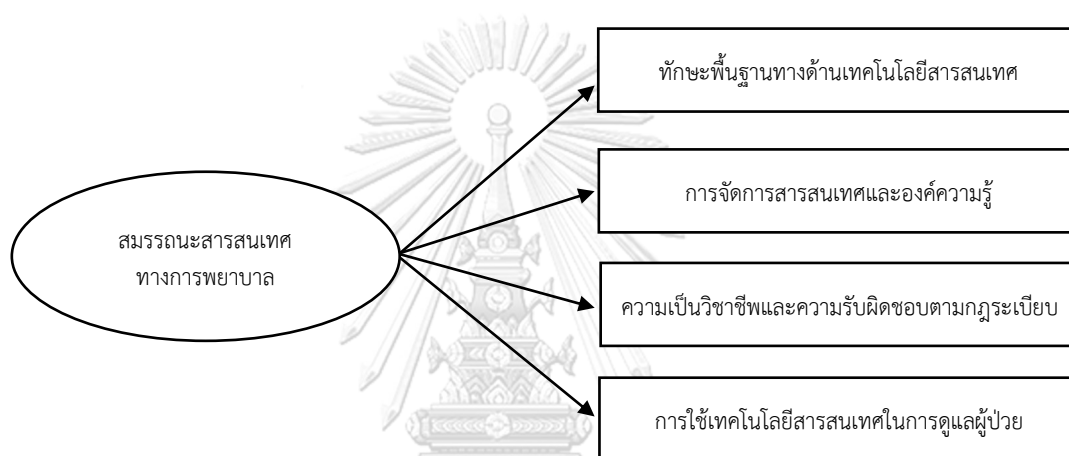 ทักษะพื้นฐานทางด้านเทคโนโลยีสารสนเทศ
การจัดการสารสนเทศและองค์ความรู้
สมรรถนะสารสนเทศ
ทางการพยาบาล
ความเป็นวิชาชีพและความรับผิดชอบตามกฎระเบียบ
การใช้เทคโนโลยีสารสนเทศในการดูแลผู้ป่วย